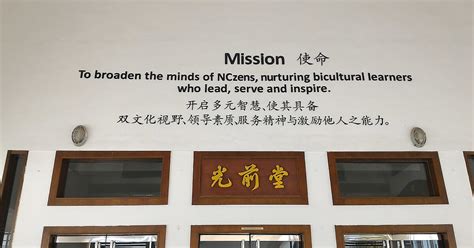 Mission 使命
To broaden the minds of NCzens, nurturing bicultural learners
who lead, serve and inspire.
开启多元智慧、使其具备
双文化视野、领导素质、服务精神与激励他人之能力。
光前堂